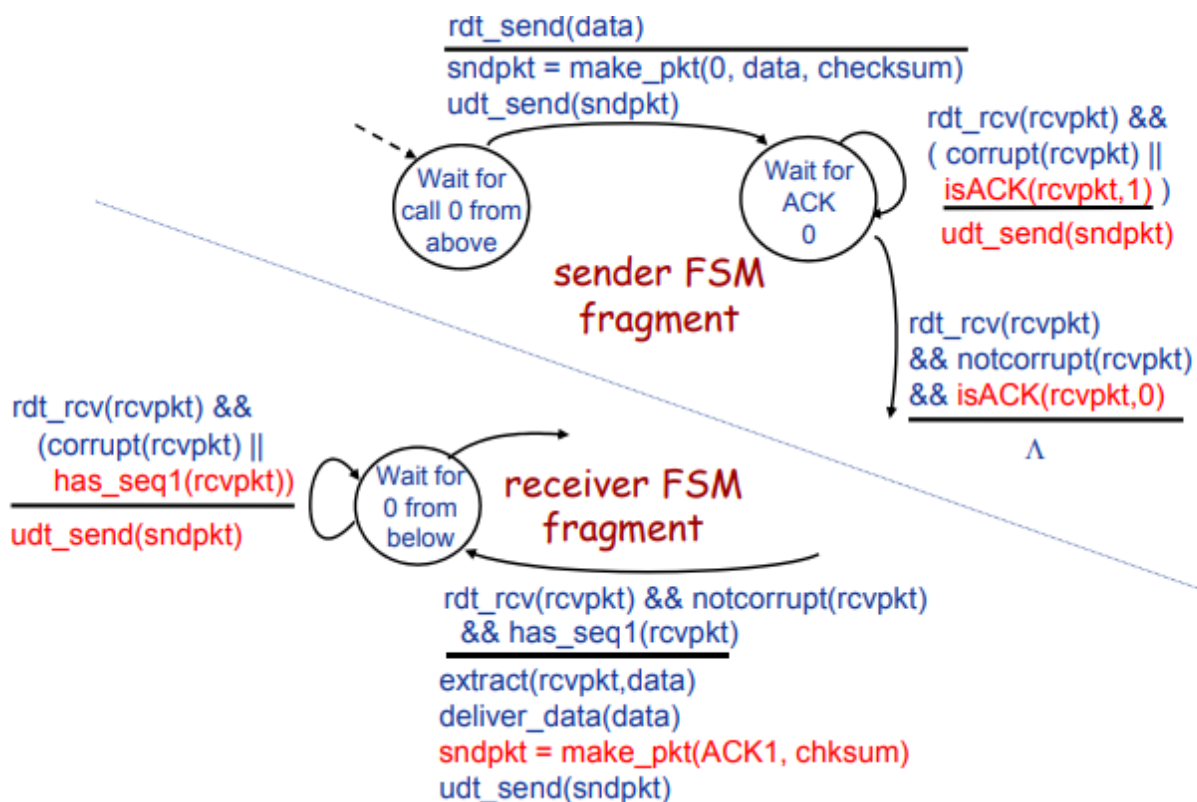 rdt_send(data)
sndpkt = make_pkt(0, data, checksum)
udt_send(sndpkt)
Wait for
call 0 from
above
Wait for
ACK
0
rdt_rcv(rcvpkt) &&
( corrupt(rcvpkt) ||
isACK(rcvpkt,1) )
udt_send(sndpkt)
sender FSM
fragment
rdt_rcv(rcvpkt)
&& notcorrupt(rcvpkt)
&& isACK(rcvpkt,0)
Λ
rdt_rcv(rcvpkt) &&
(corrupt(rcvpkt) ||
has_seq1(rcvpkt))
udt_send(sndpkt)
Wait for
0 from
below
receiver FSM
fragment
rdt_rcv(rcvpkt) && notcorrupt(rcvpkt)
&& has_seq1(rcvpkt)
extract(rcvpkt,data)
deliver_data(data)
sndpkt = make_pkt(ACK1, chksum)
udt_send(sndpkt)